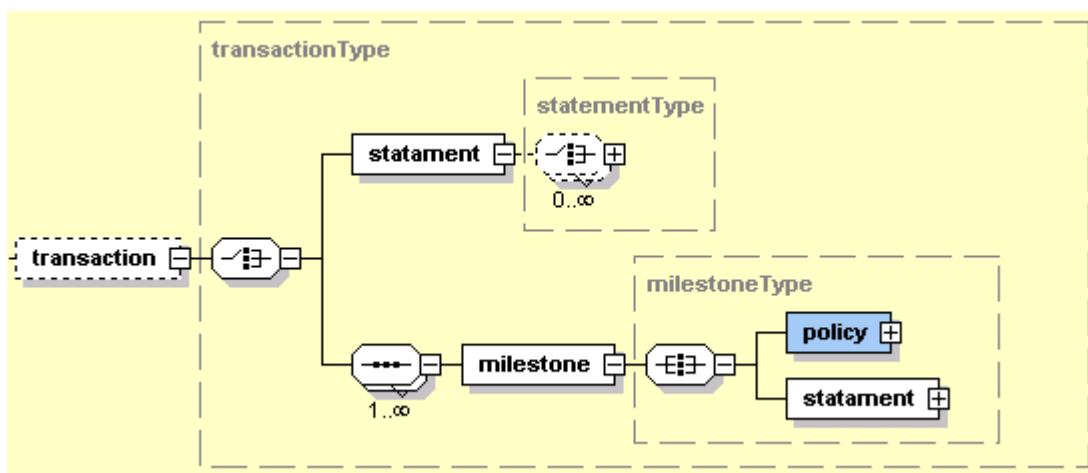 transactionType
statementType
statament
0..∞
transaction
milestoneType
policy
milestone
1..∞
statament